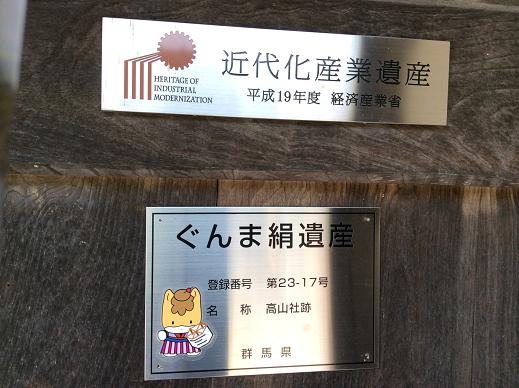 HERITAGE OF
INDUSTRIAL
MODERNIZATION
近代化産業遺産
平成19年度 経済産業省
ぐんま絹遺産
登録番号 第23-17号
名 称 高山社跡
群馬県